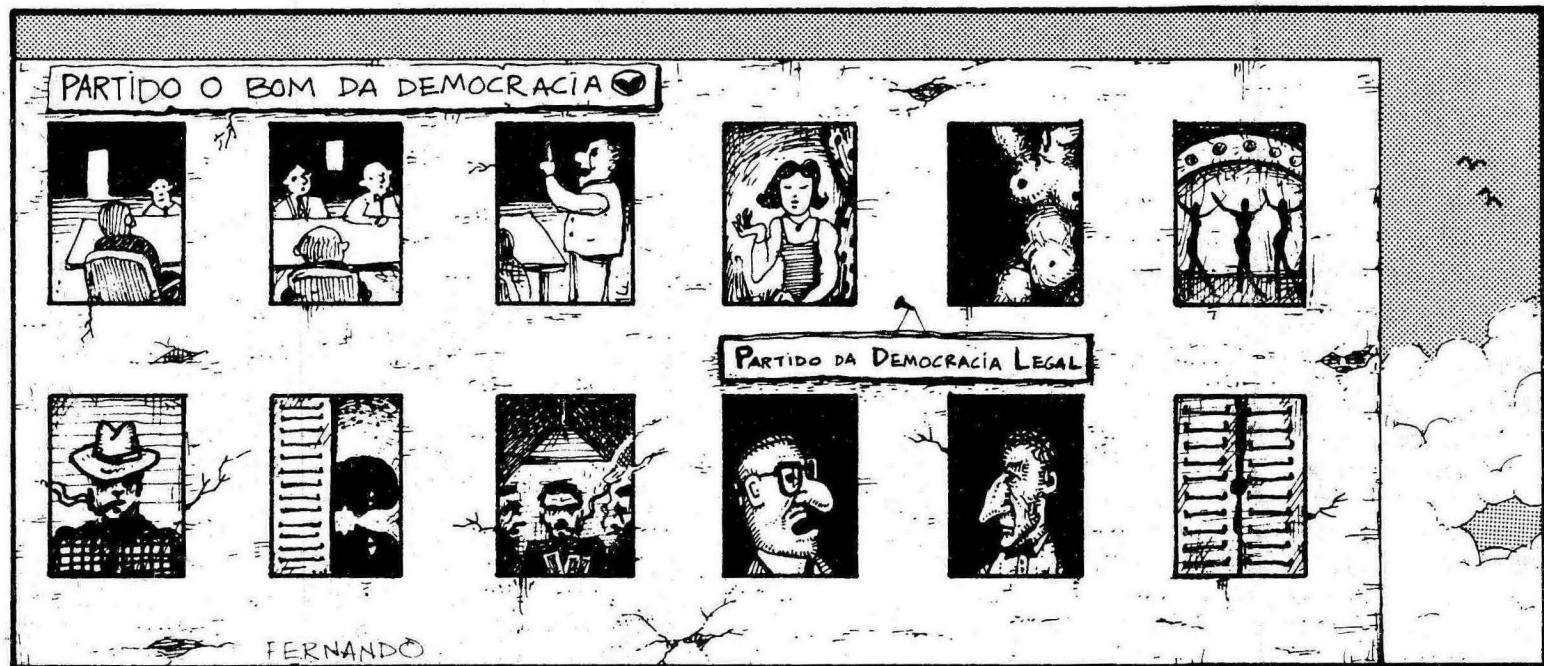 PARTIDO O BOM DA DEMOCRACIA
PARTIDO DA DEMOCRACIA LEGAL
FERNANDO